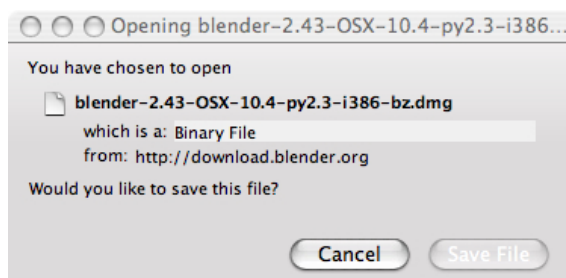 Opening blender-2.43-OSX-10.4-py2.3-i386...
You have chosen to open
blender-2.43-OSX-10.4-py2.3-i386-bz.dmg
which is a: Binary File
from: http://download.blender.org
Would you like to save this file?
Cancel Save File